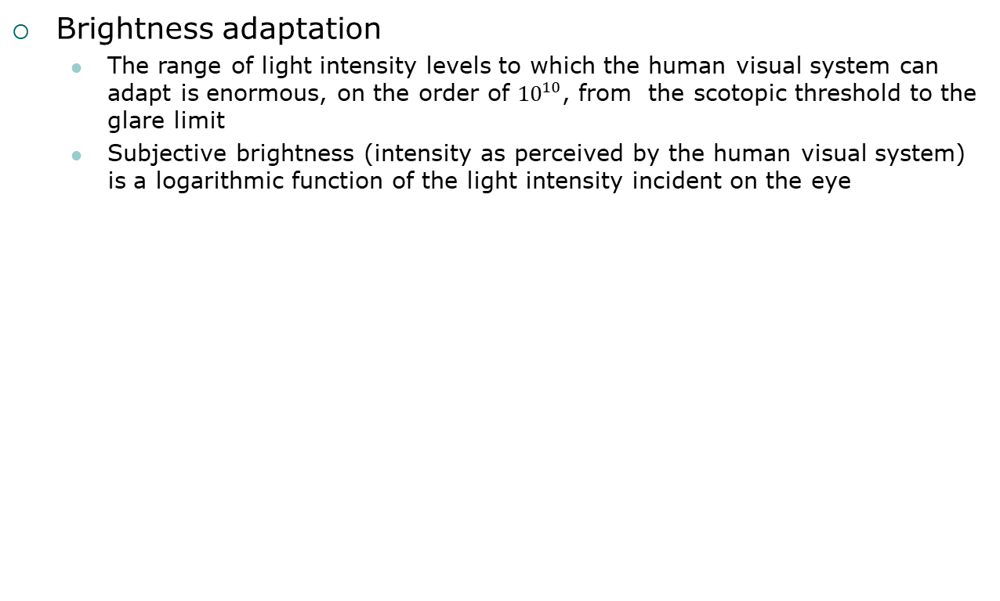 Brightness adaptation
The range of light intensity levels to which the human visual system can
adapt is enormous, on the order of 10¹⁰, from  the scotopic threshold to the
glare limit
Subjective brightness (intensity as perceived by the human visual system)
is a logarithmic function of the light intensity incident on the eye